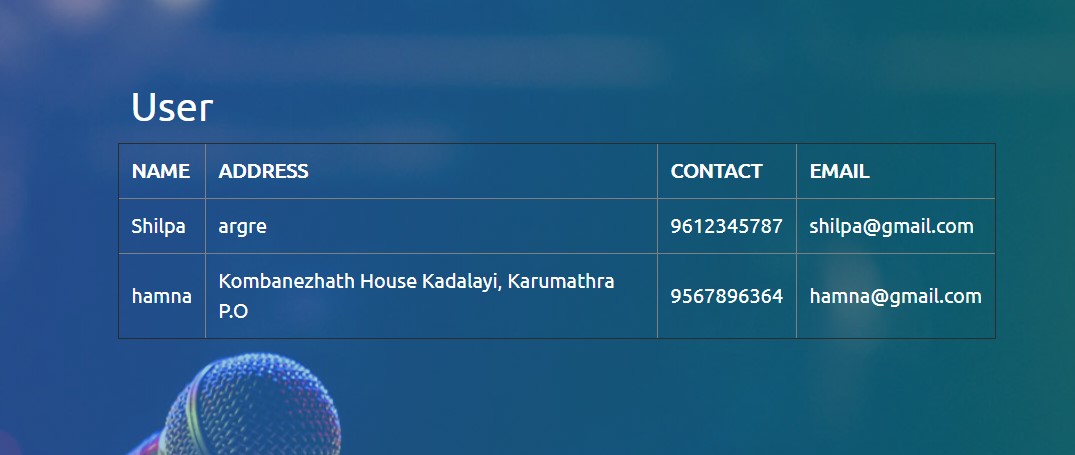 User
NAME ADDRESS CONTACT EMAIL
Shilpa argre 9612345787 shilpa@gmail.com
Kombanezhath House Kadalayi, Karumathra
hamna 9567896364 hamna@gmail.com
P.O